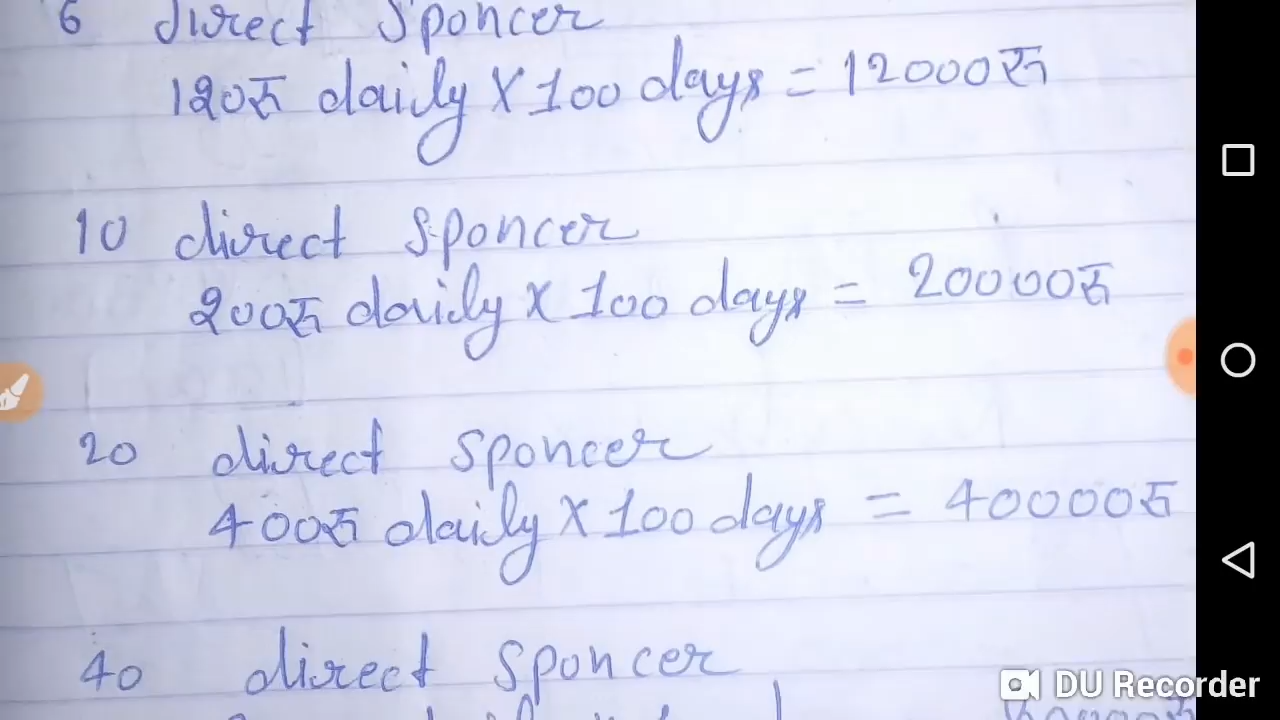 6 direct Sponcer
120रू daily X 100 days = 12000रू
10 direct Sponcer
200रू daily X 100 days = 20000रू
20 direct Sponcer
400रू daily X 100 days = 40000रू
40 direct Sponcer
DU Recorder